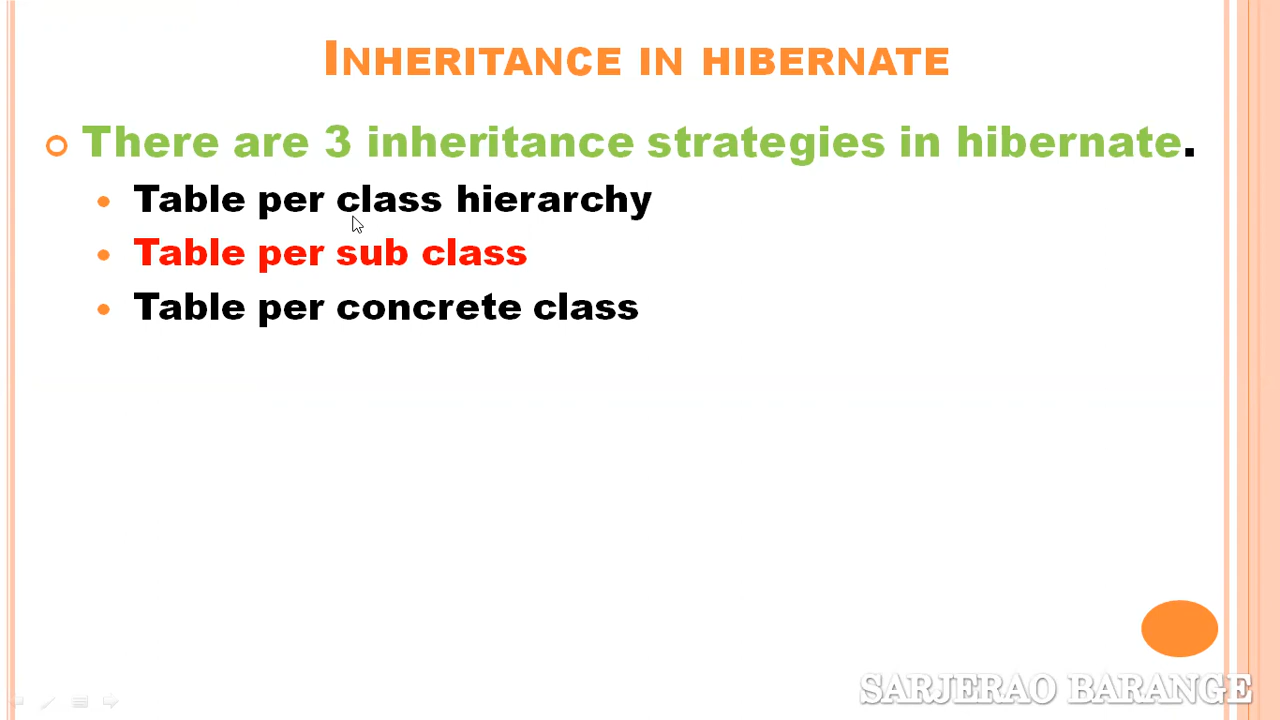 INHERITANCE IN HIBERNATE
There are 3 inheritance strategies in hibernate.
Table per class hierarchy
Table per sub class
Table per concrete class
SARJERAO BARANGE